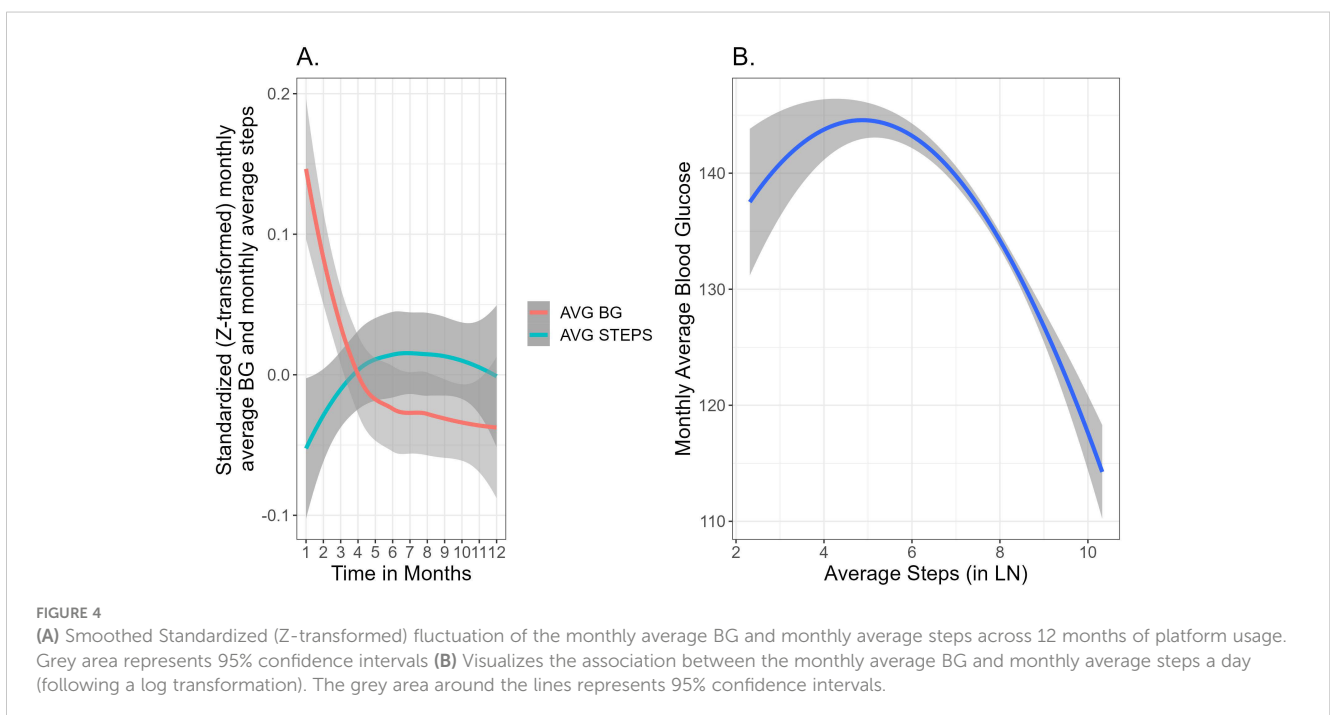 A.
Standardized (Z-transformed) monthly
average BG and monthly average steps
0.2
0.1
0.0
-0.1
1 2 3 4 5 6 7 8 9 10 11 12
Time in Months
AVG BG
AVG STEPS
B.
Monthly Average Blood Glucose
140
130
120
110
2 4 6 8 10
Average Steps (in LN)
FIGURE 4
(A) Smoothed Standardized (Z-transformed) fluctuation of the monthly average BG and monthly average steps across 12 months of platform usage.
Grey area represents 95% confidence intervals (B) Visualizes the association between the monthly average BG and monthly average steps a day
(following a log transformation). The grey area around the lines represents 95% confidence intervals.